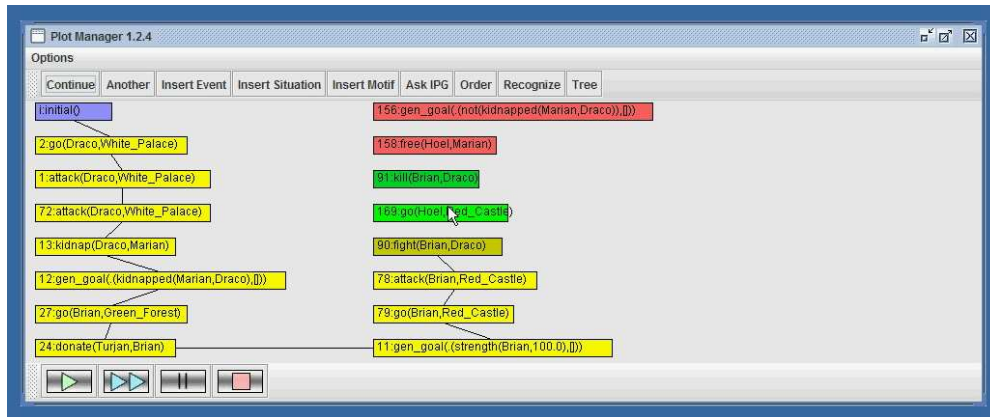 Plot Manager 1.2.4
Options
Continue Another Insert Event Insert Situation Insert Motif Ask IPG Order Recognize Tree
i:initial()
2:go(Draco,White_Palace)
1:attack(Draco,White_Palace)
72:attack(Draco,White_Palace)
13:kidnap(Draco,Marian)
12:gen_goal(.(kidnapped(Marian,Draco),[]))
27:go(Brian,Green_Forest)
24:donate(Turjan,Brian)
156:gen_goal(.(not(kidnapped(Marian,Draco)),[]))
158:free(Hoel,Marian)
91:kill(Brian,Draco)
169:go(Hoel,Red_Castle)
90:fight(Brian,Draco)
78:attack(Brian,Red_Castle)
79:go(Brian,Red_Castle)
11:gen_goal(.(strength(Brian,100.0),[]))